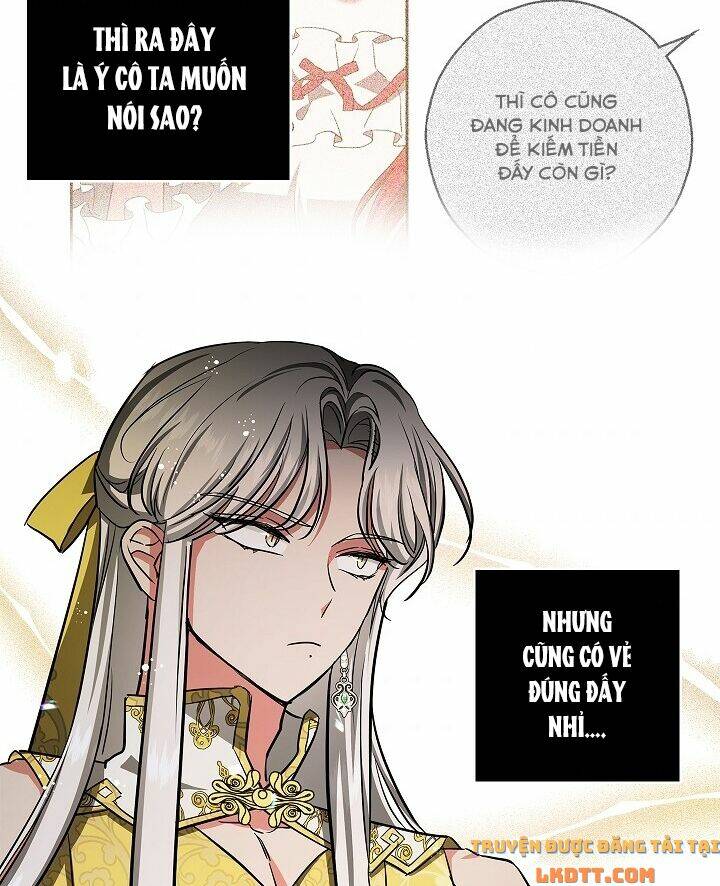 THÌ RA ĐÂY
LÀ Ý CÔ TA MUỐN
NÓI SAO?
THÌ CÔ CŨNG
ĐANG KINH DOANH
ĐỂ KIẾM TIỀN
ĐẤY CÒN GÌ?
NHƯNG
CŨNG CÓ VẺ
ĐÚNG ĐẤY
NHỈ....
TRUYỆN ĐƯỢC ĐĂNG TẢI TẠI
LKDTT.COM